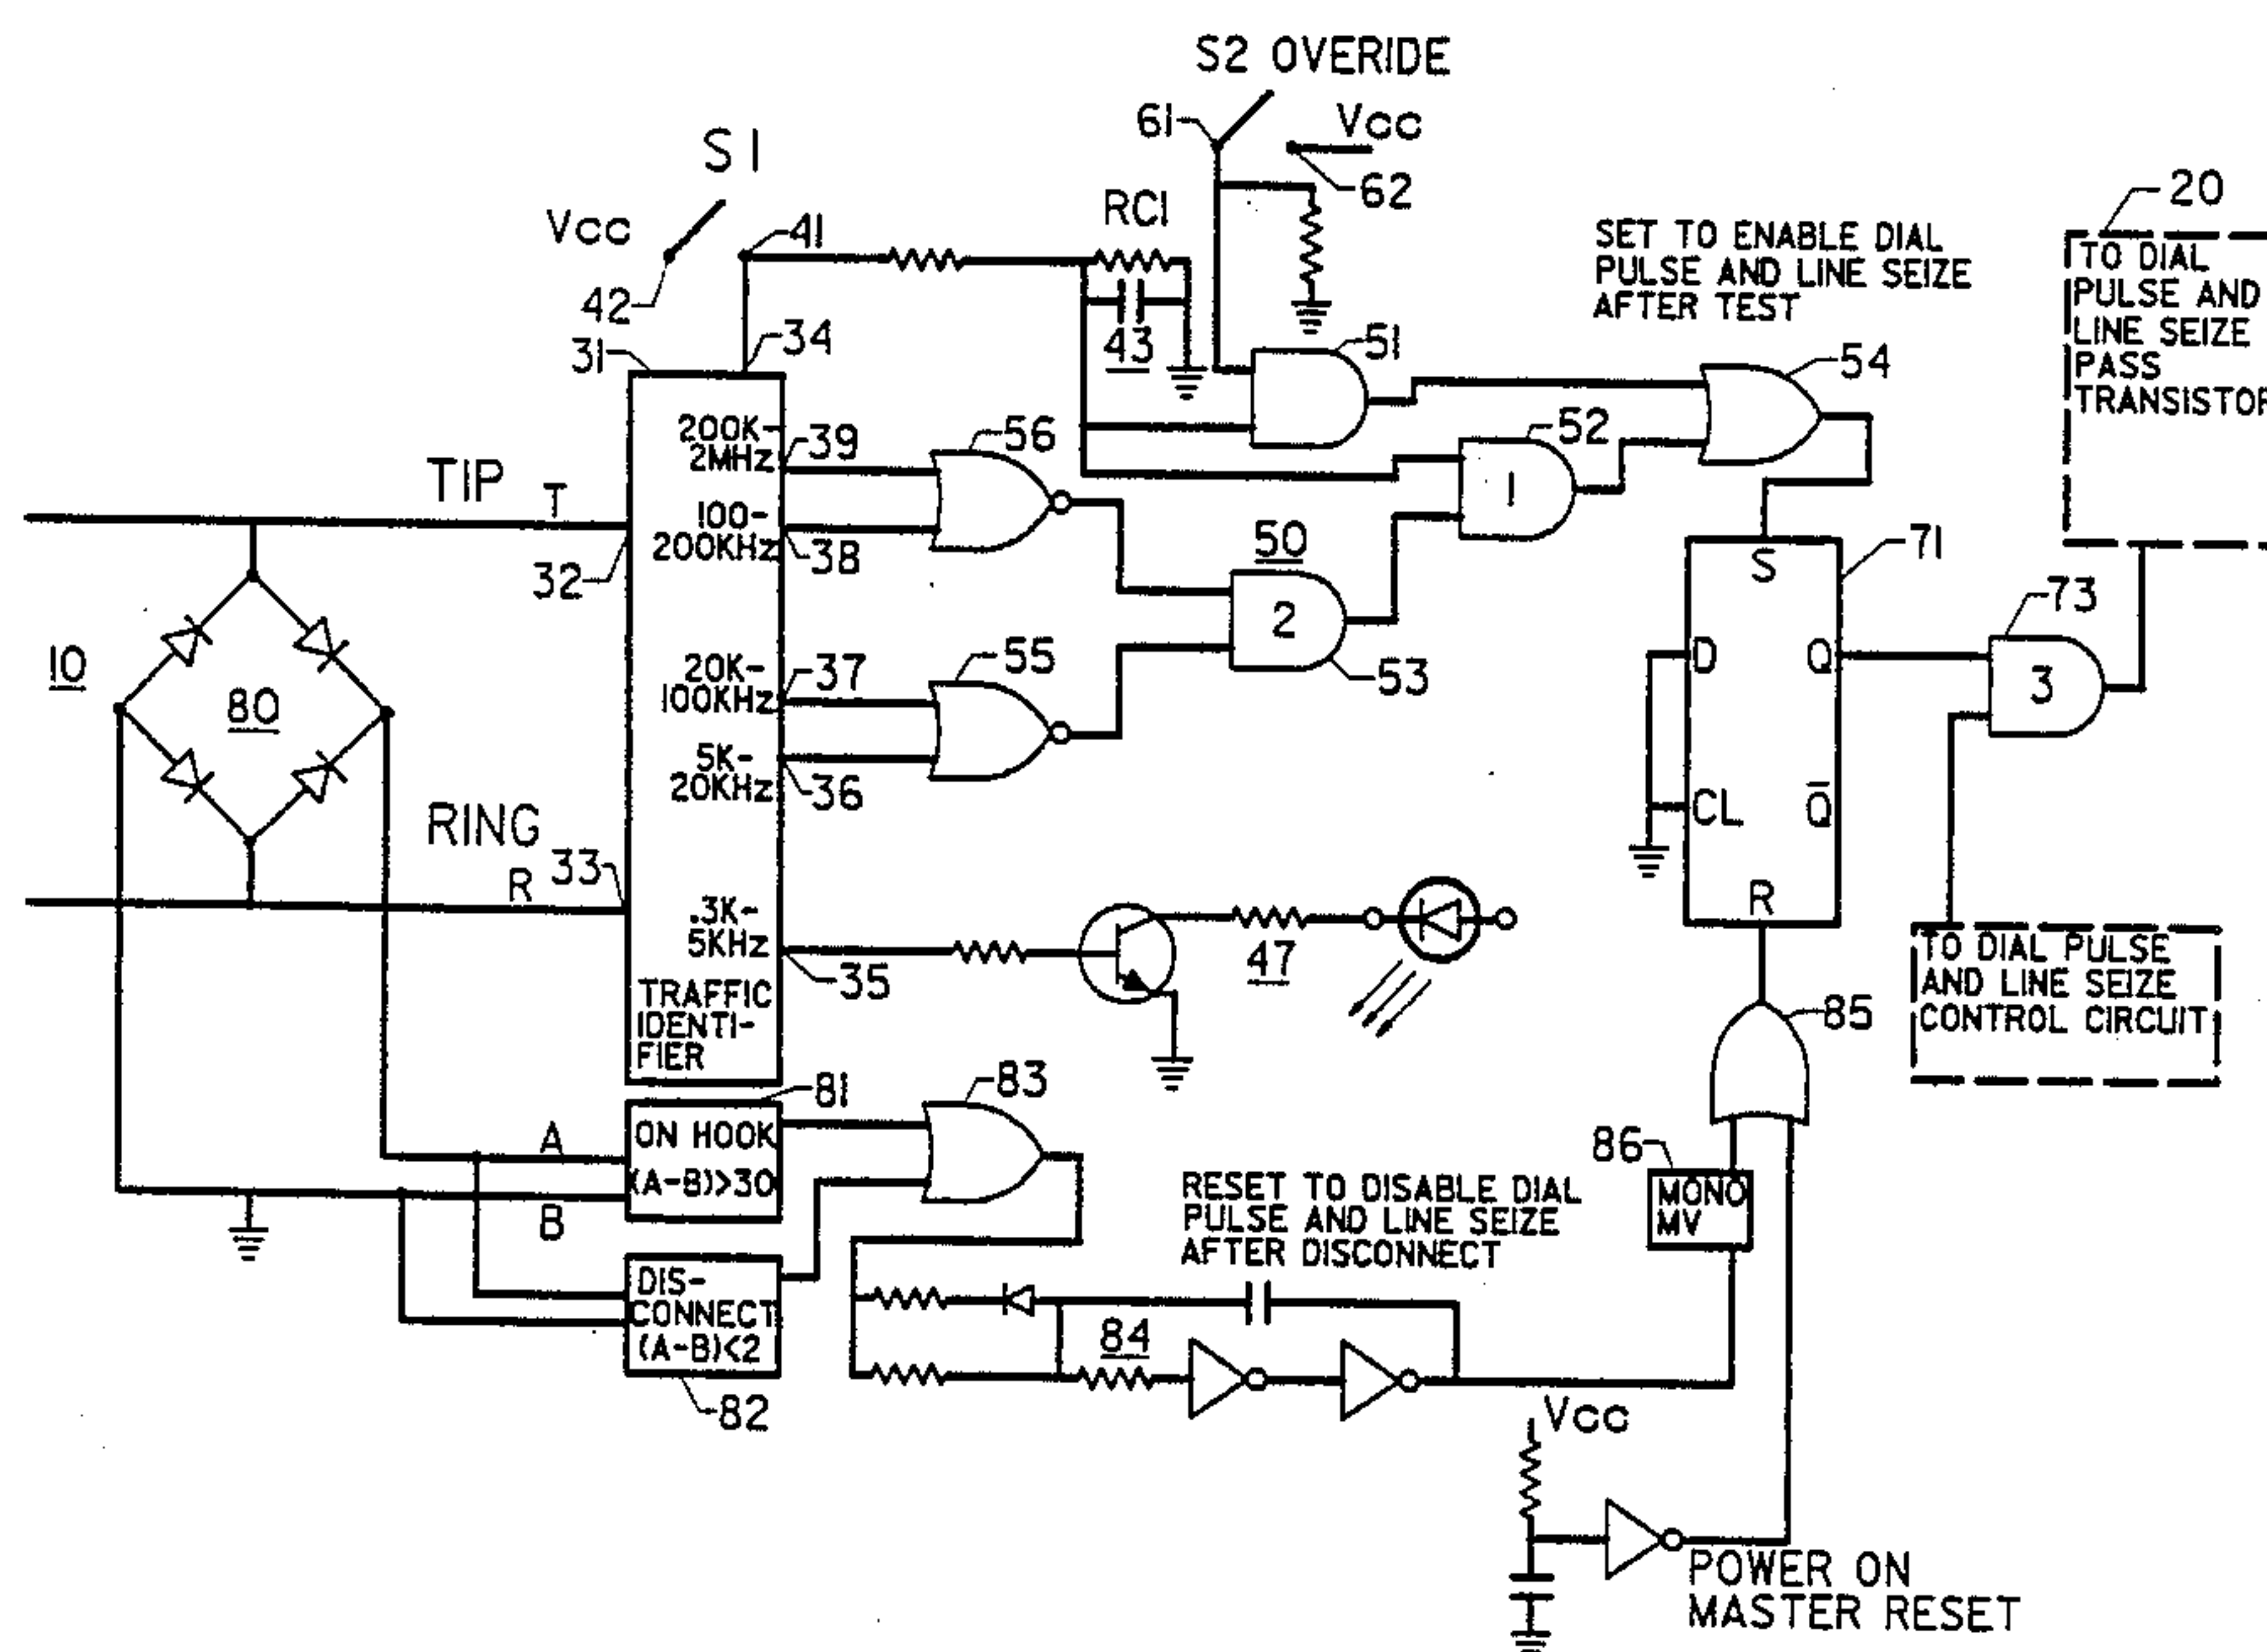 S2 OVERIDE
61
Vcc
62
S1
Vcc
42
41
RC1
43
34
31
51
SET TO ENABLE DIAL
PULSE AND LINE SEIZE
AFTER TEST
20
TO DIAL
PULSE AND
LINE SEIZE
PASS
TRANSISTOR
54
200K-
2MHz
39
56
52
1
TIP
T
100-
200KHz
38
32
50
2
53
71
S
D
Q
CL
Q̅
R
73
3
10
80
20K-
100KHz
37
55
5K-
20KHz
36
RING
R
33
.3K-
5KHz
35
47
TRAFFIC
IDENTI-
FIER
TO DIAL PULSE
AND LINE SEIZE
CONTROL CIRCUIT
85
81
83
A
ON HOOK
(A-B)>30
B
86
MONO
MV
RESET TO DISABLE DIAL
PULSE AND LINE SEIZE
AFTER DISCONNECT
DIS-
CONNECT
(A-B)<2
82
84
Vcc
POWER ON
MASTER RESET